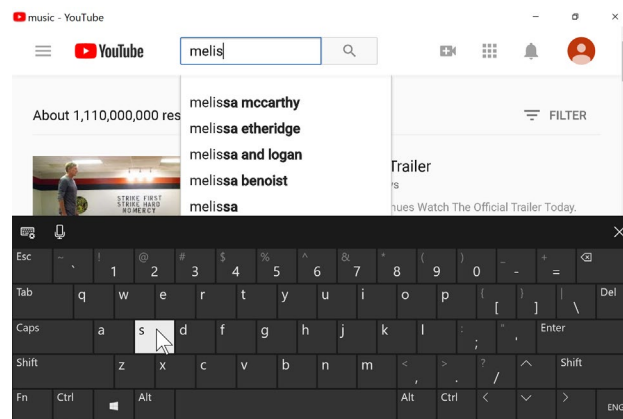 music - YouTube
YouTube
melis
About 1,110,000,000 res
FILTER
melissa mccarthy
melissa etheridge
melissa and logan
melissa benoist
melissa
Trailer
nues Watch The Official Trailer Today.
STRIKE FIRST
STRIKE HARD
NO MERCY
Esc ~ ` ! 1 @ 2 # 3 $ 4 % 5 ^ 6 & 7 * 8 ( 9 ) 0 _ - + =
Tab q w e r t y u i o p { [ } ] | \ Del
Caps a s d f g h j k l : ; " ' Enter
Shift z x c v b n m < , > . ? / Shift
Fn Ctrl Alt Alt Ctrl ENG